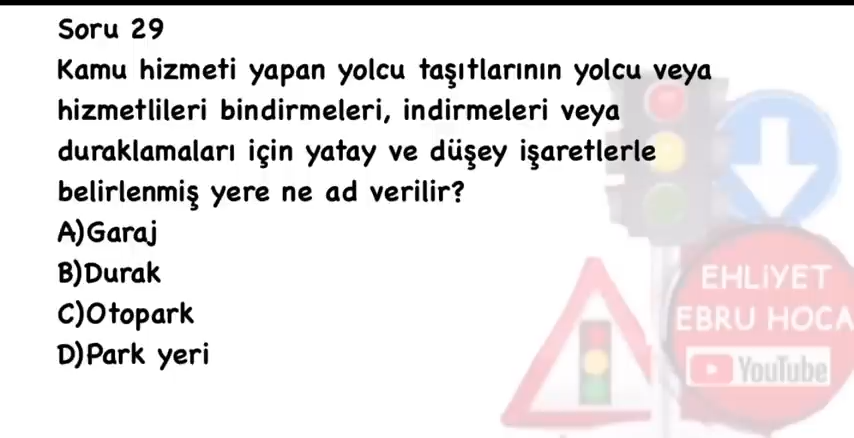 Soru 29
Kamu hizmeti yapan yolcu taşıtlarının yolcu veya
hizmetlileri bindirmeleri, indirmeleri veya
duraklamaları için yatay ve düşey işaretlerle
belirlenmiş yere ne ad verilir?
A)Garaj
B)Durak
C)Otopark
D)Park yeri
EHLİYET
EBRU HOCA
YouTube